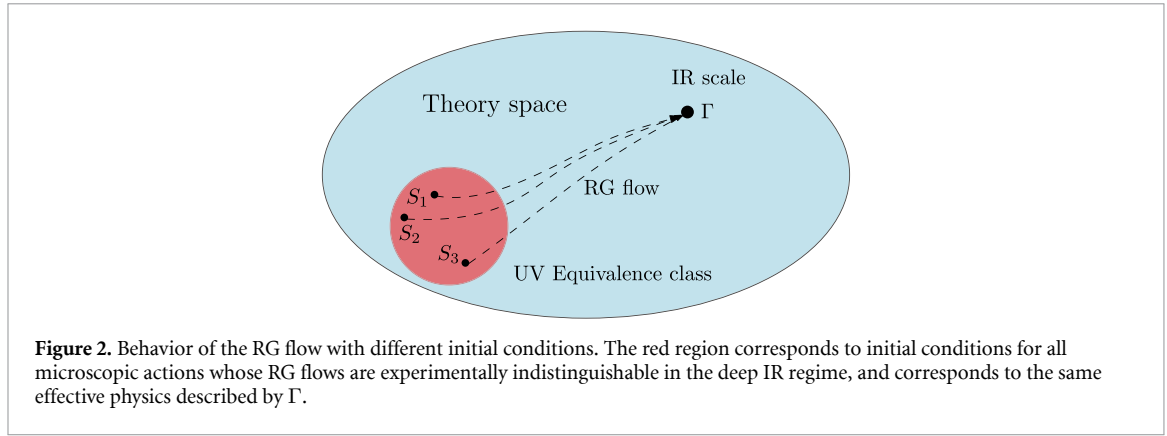 IR scale
Theory space
Γ
RG flow
S₁
S₂
S₃
UV Equivalence class
Figure 2. Behavior of the RG flow with different initial conditions. The red region corresponds to initial conditions for all
microscopic actions whose RG flows are experimentally indistinguishable in the deep IR regime, and corresponds to the same
effective physics described by Γ.